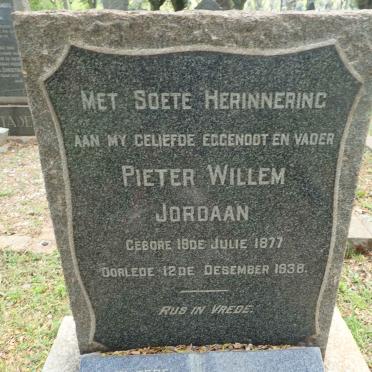 Met Soete Herinnering
aan my geliefde eggenoot en vader
Pieter Willem
Jordaan
Gebore 19de Julie 1877
Oorlede 12de Desember 1938.
Rus in Vrede.